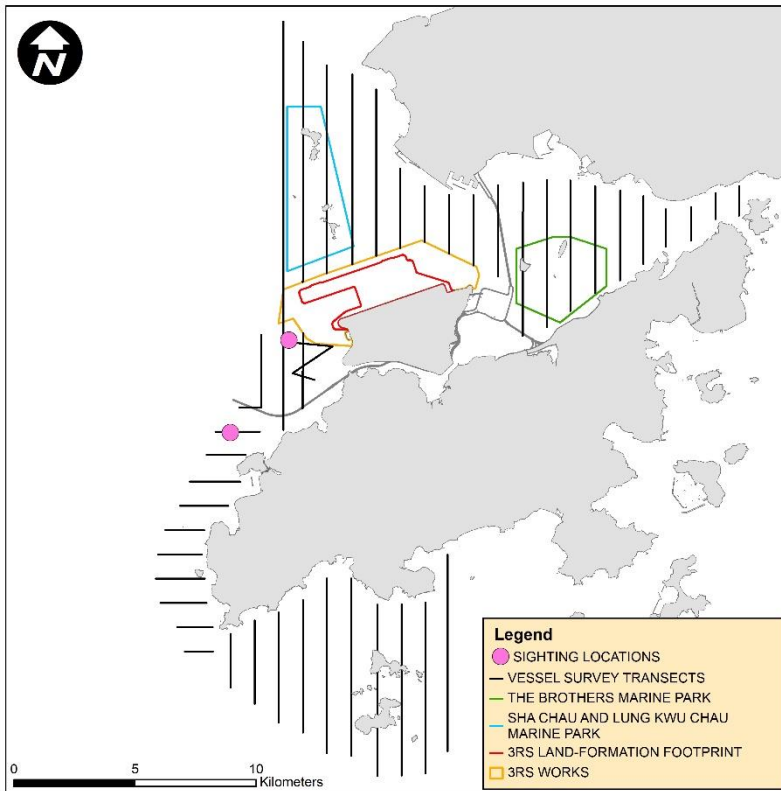 N
Legend
SIGHTING LOCATIONS
VESSEL SURVEY TRANSECTS
THE BROTHERS MARINE PARK
SHA CHAU AND LUNG KWU CHAU
MARINE PARK
3RS LAND-FORMATION FOOTPRINT
3RS WORKS
0 5 10
Kilometers